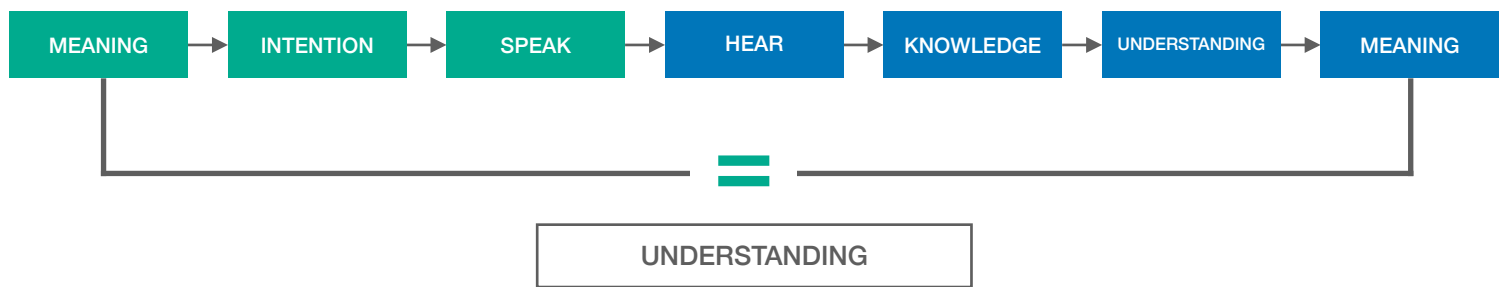 MEANING
INTENTION
SPEAK
HEAR
KNOWLEDGE
UNDERSTANDING
MEANING
=
UNDERSTANDING